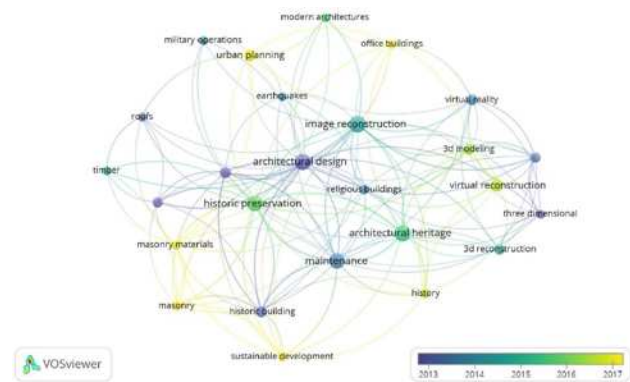 modern architectures
military operations
office buildings
urban planning
earthquakes
virtual reality
roofs
image reconstruction
3d modeling
architectural design
timber
religious buildings
virtual reconstruction
historic preservation
three dimensional
architectural heritage
masonry materials
3d reconstruction
maintenance
history
masonry
historic building
sustainable development
VOSviewer
2013 2014 2015 2016 2017